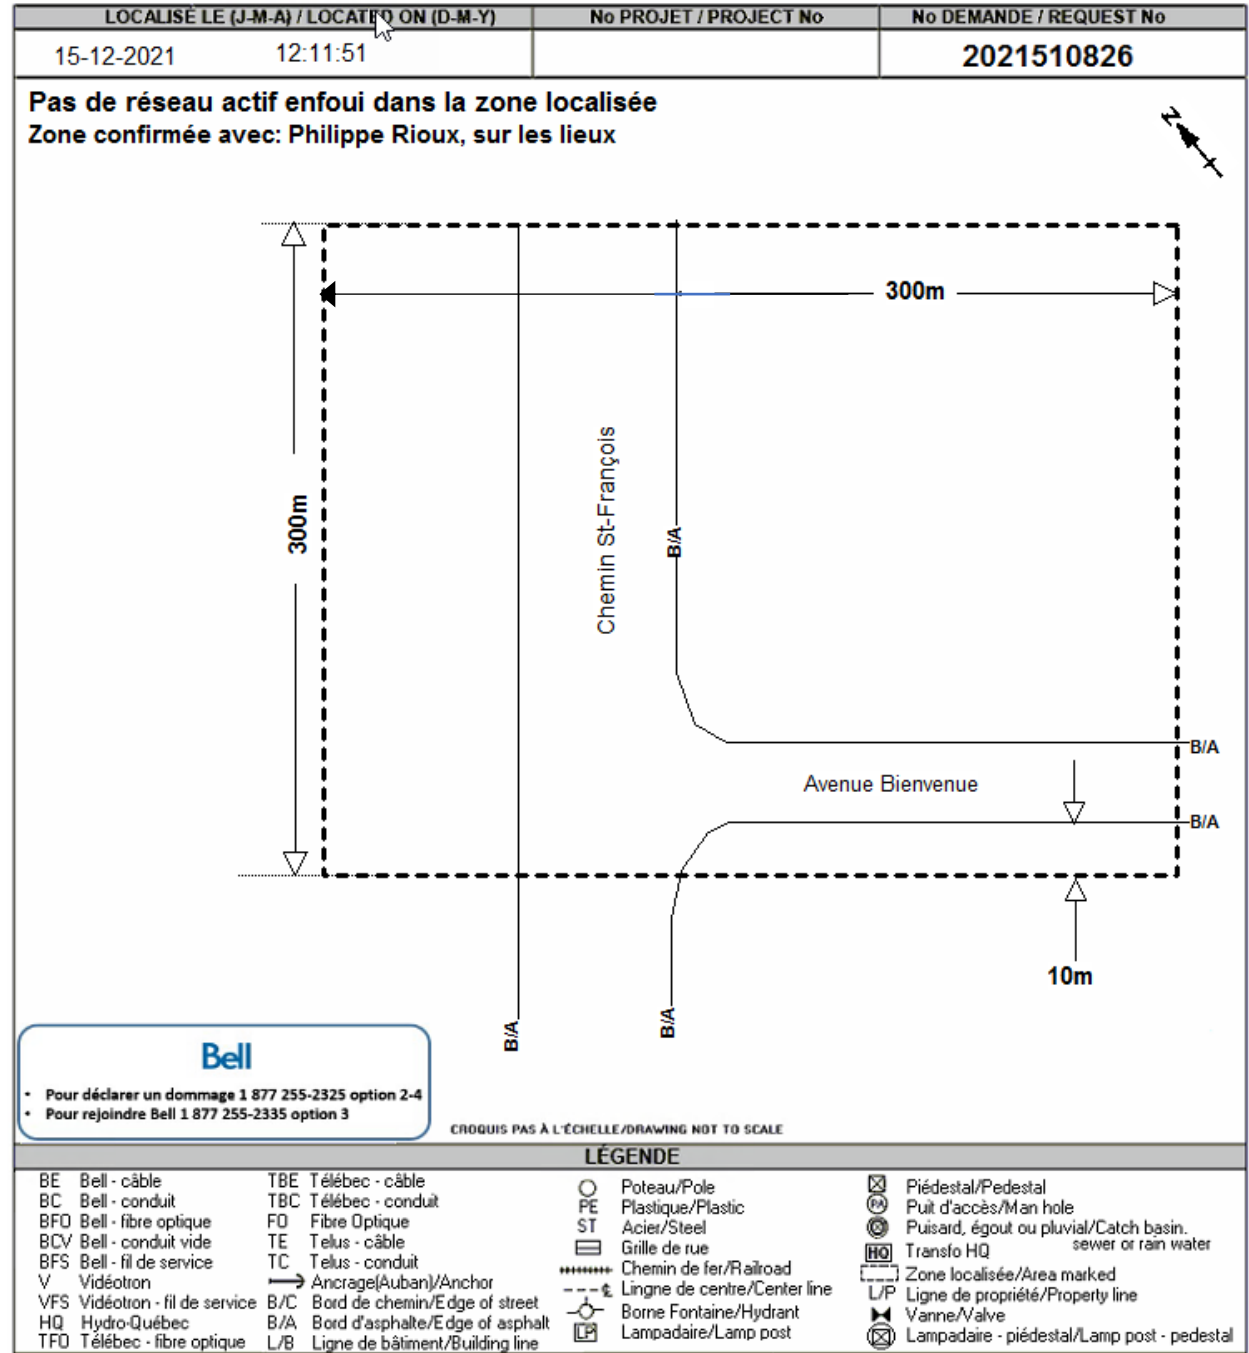 LOCALISÉ LE (J-M-A) / LOCATED ON (D-M-Y) No PROJET / PROJECT No No DEMANDE / REQUEST No
15-12-2021 12:11:51 2021510826
Pas de réseau actif enfoui dans la zone localisée
Zone confirmée avec: Philippe Rioux, sur les lieux
N
300m
300m
Chemin St-François
B/A
B/A
Avenue Bienvenue
B/A
10m
B/A
B/A
Bell
• Pour déclarer un dommage 1 877 255-2325 option 2-4
• Pour rejoindre Bell 1 877 255-2335 option 3
CROQUIS PAS À L'ÉCHELLE/DRAWING NOT TO SCALE
LÉGENDE
BE Bell - câble
BC Bell - conduit
BFO Bell - fibre optique
BCV Bell - conduit vide
BFS Bell - fil de service
V Vidéotron
VFS Vidéotron - fil de service
HQ Hydro-Québec
TFO Télébec - fibre optique
TBE Télébec - câble
TBC Télébec - conduit
FO Fibre Optique
TE Telus - câble
TC Telus - conduit
Ancrage(Auban)/Anchor
B/C Bord de chemin/Edge of street
B/A Bord d'asphalte/Edge of asphalt
L/B Ligne de bâtiment/Building line
Poteau/Pole
PE Plastique/Plastic
ST Acier/Steel
Grille de rue
Chemin de fer/Railroad
Lingne de centre/Center line
Borne Fontaine/Hydrant
LP Lampadaire/Lamp post
Piédestal/Pedestal
PA Puit d'accès/Man hole
Puisard, égout ou pluvial/Catch basin.
sewer or rain water
HQ Transfo HQ
Zone localisée/Area marked
L/P Ligne de propriété/Property line
Vanne/Valve
Lampadaire - piédestal/Lamp post - pedestal